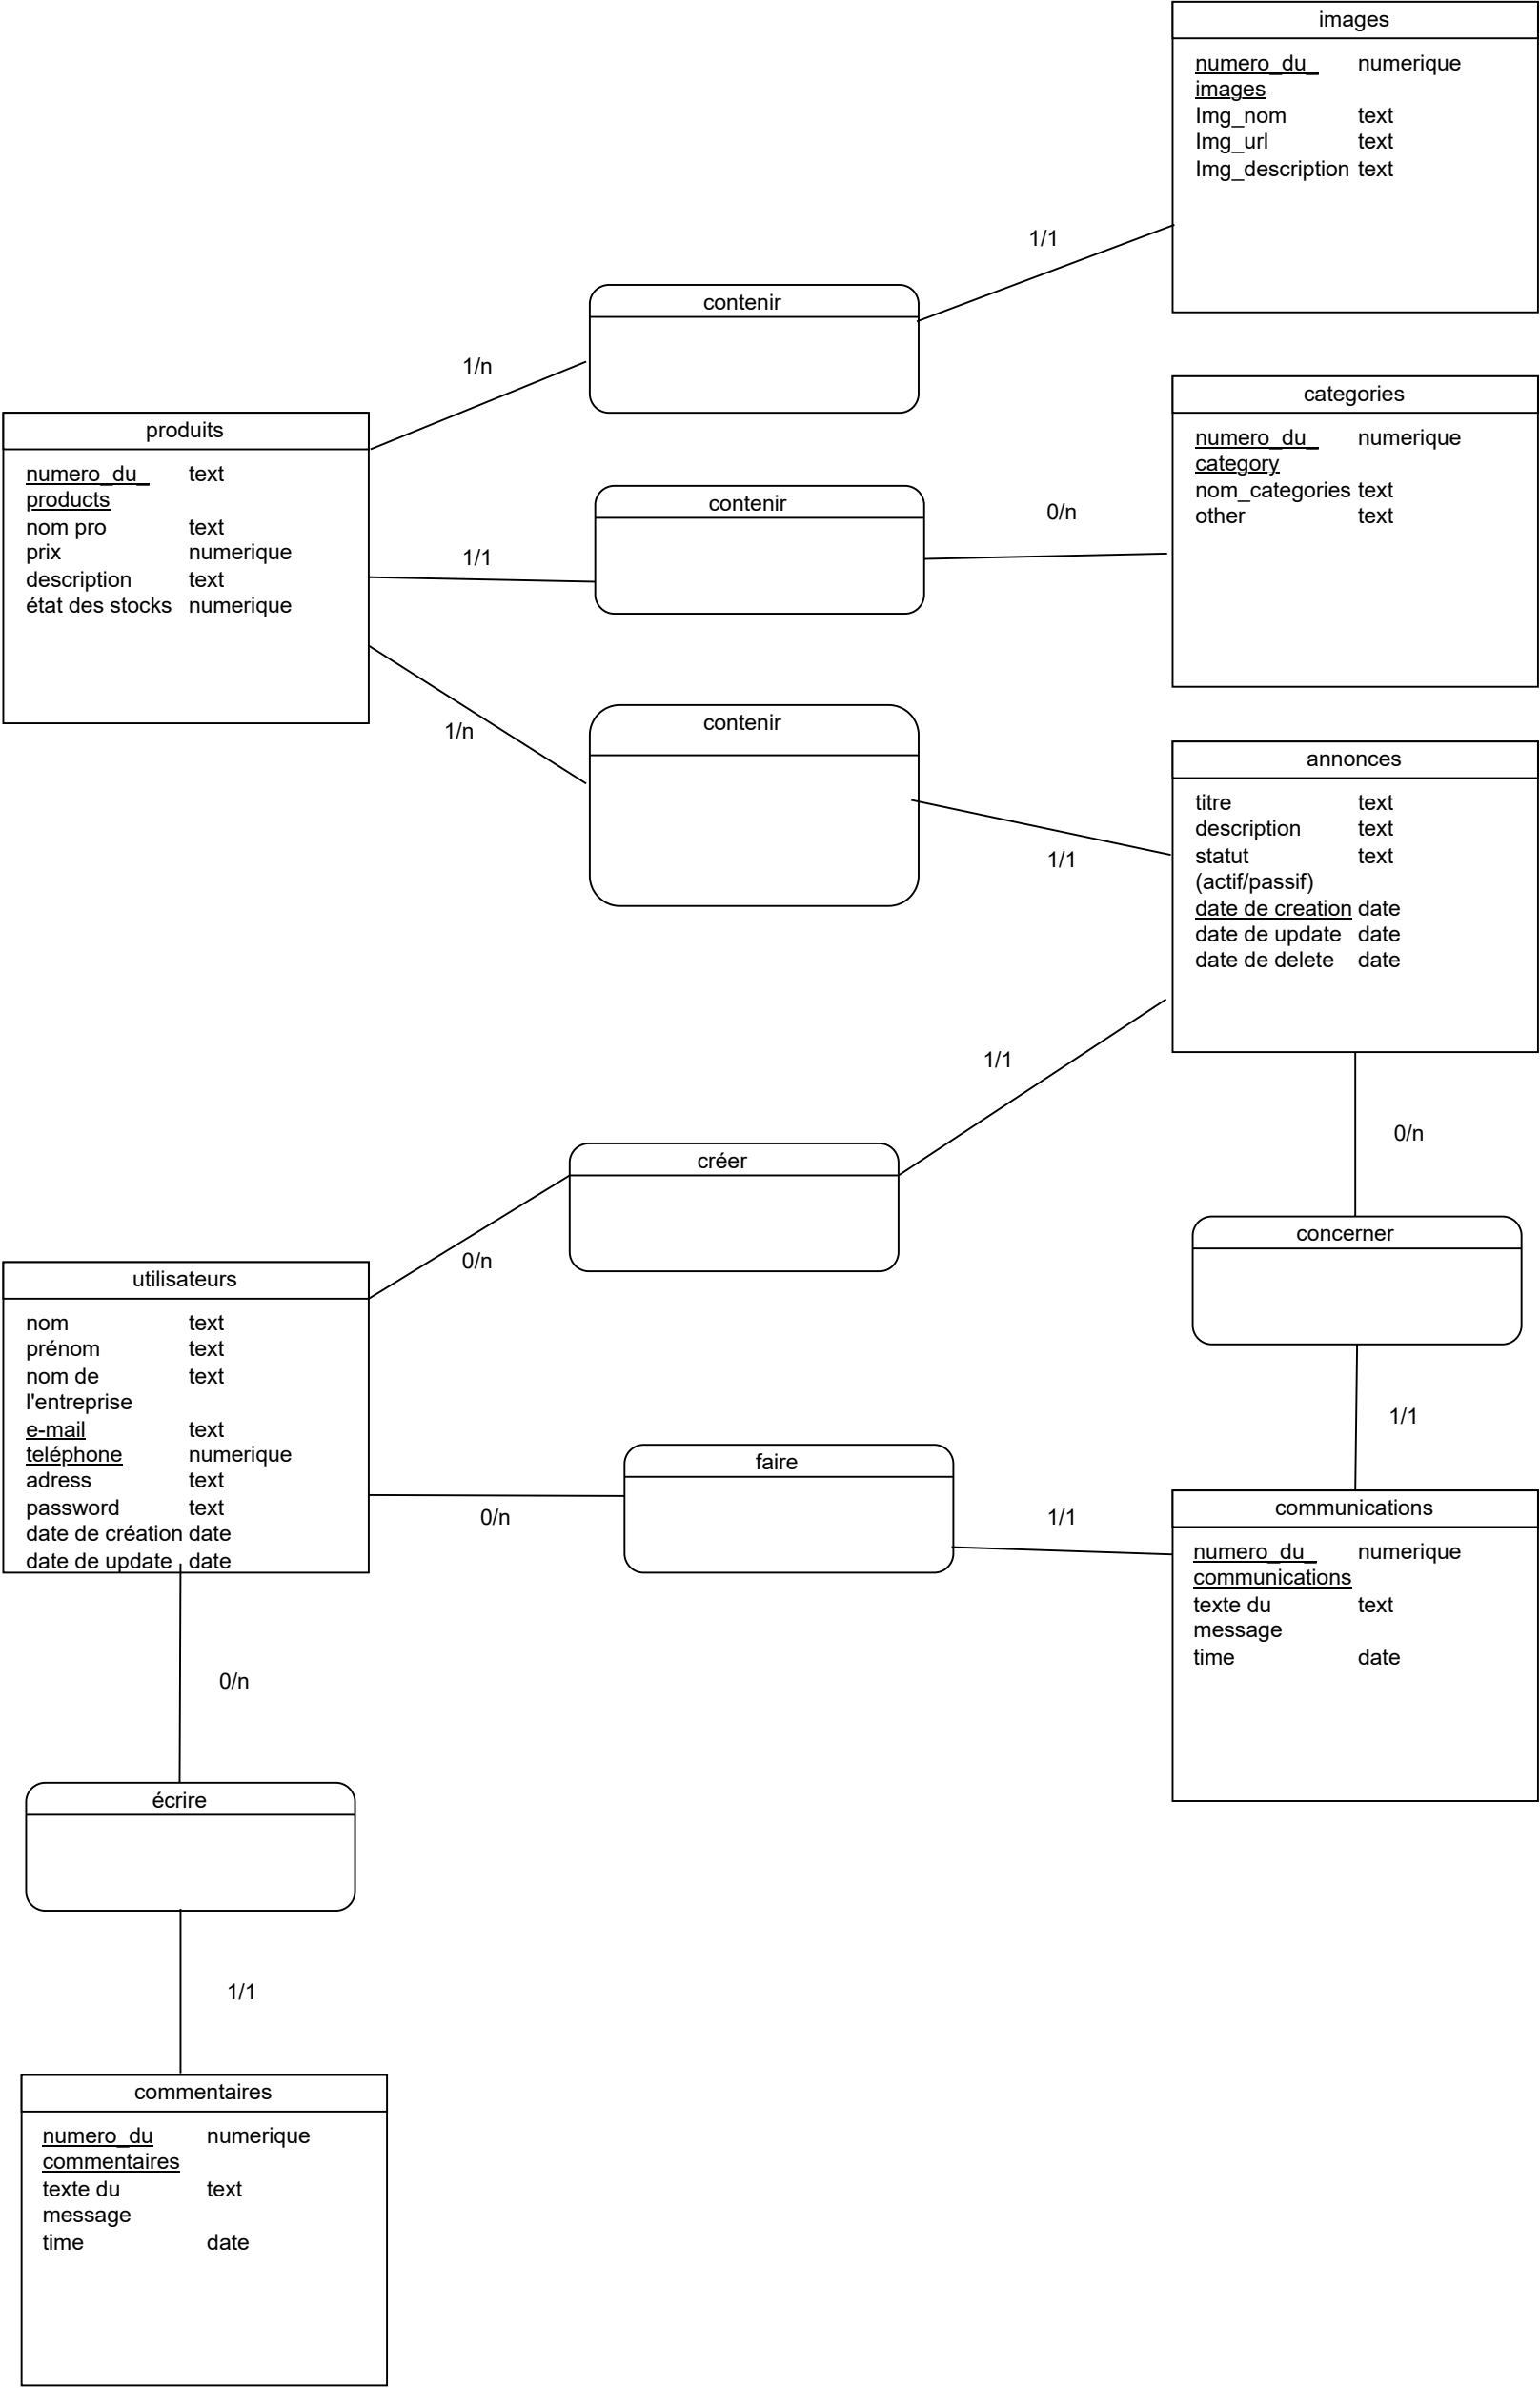 images
numero_du_ numerique
images
Img_nom text
Img_url text
Img_description text
1/1
contenir
1/n
categories
numero_du_ numerique
category
nom_categories text
other text
produits
numero_du_ text
products
nom pro text
prix numerique
description text
état des stocks numerique
contenir
0/n
1/1
contenir
1/n
annonces
titre text
description text
statut text
(actif/passif)
date de creation date
date de update date
date de delete date
1/1
1/1
créer
0/n
0/n
concerner
1/1
utilisateurs
nom text
prénom text
nom de text
l'entreprise
e-mail text
teléphone numerique
adress text
password text
date de création date
date de update date
faire
0/n
1/1
communications
numero_du_ numerique
communications
texte du text
message
time date
0/n
écrire
1/1
commentaires
numero_du numerique
commentaires
texte du text
message
time date